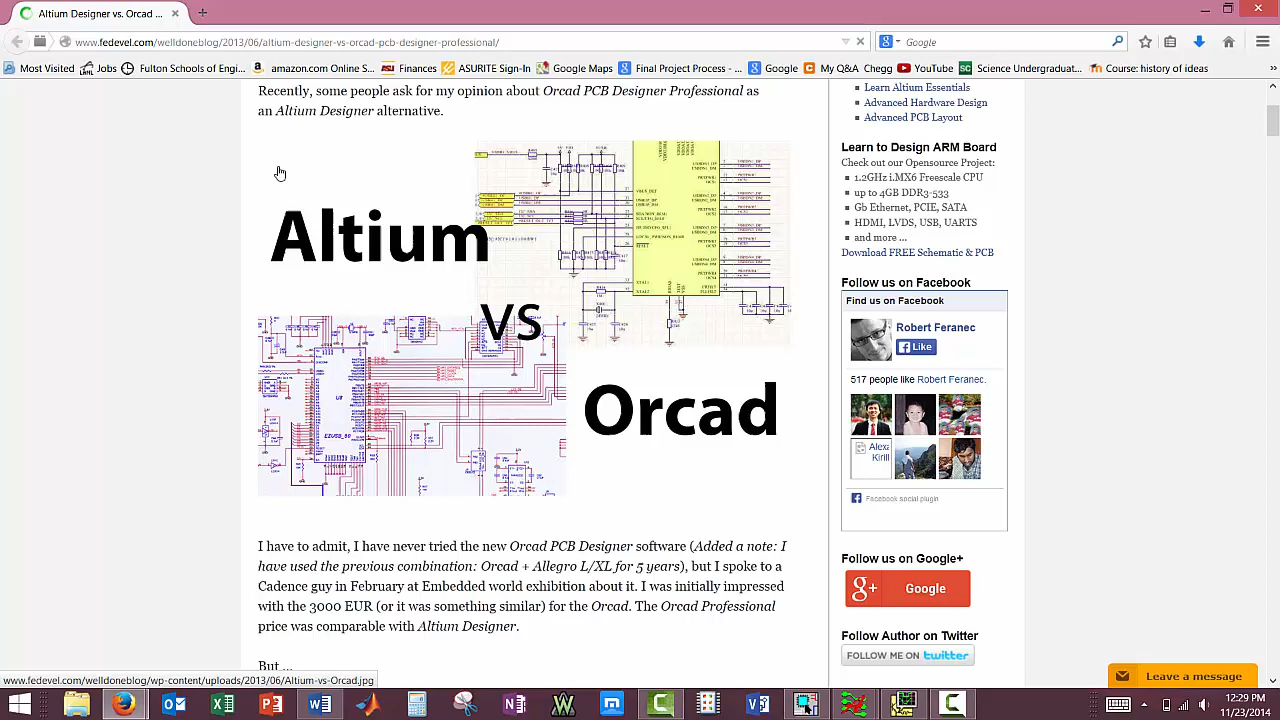 Altium Designer vs. Orcad ...
www.fedevel.com/welldoneblog/2013/06/altium-designer-vs-orcad-pcb-designer-professional/
Google
Most Visited
Jobs
Fulton Schools of Engi...
amazon.com Online S...
Finances
ASURITE Sign-In
Google Maps
Final Project Process - ...
Google
My Q&A
Chegg
YouTube
Science Undergraduat...
Course: history of ideas
Recently, some people ask for my opinion about Orcad PCB Designer Professional as
an Altium Designer alternative.
Altium
vs
Orcad
I have to admit, I have never tried the new Orcad PCB Designer software (Added a note: I
have used the previous combination: Orcad + Allegro L/XL for 5 years), but I spoke to a
Cadence guy in February at Embedded world exhibition about it. I was initially impressed
with the 3000 EUR (or it was something similar) for the Orcad. The Orcad Professional
price was comparable with Altium Designer.
But ...
Learn Altium Essentials
Advanced Hardware Design
Advanced PCB Layout
Learn to Design ARM Board
Check out our Opensource Project:
1.2GHz i.MX6 Freescale CPU
up to 4GB DDR3-533
Gb Ethernet, PCIE, SATA
HDMI, LVDS, USB, UARTS
and more ...
Download FREE Schematic & PCB
Follow us on Facebook
Find us on Facebook
Robert Feranec
Like
517 people like Robert Feranec.
Alexa
Kirill
Facebook social plugin
Follow us on Google+
Google
Follow Author on Twitter
FOLLOW ME ON twitter
Leave a message
www.fedevel.com/welldoneblog/wp-content/uploads/2013/06/Altium-vs-Orcad.jpg
12:29 PM
11/23/2014